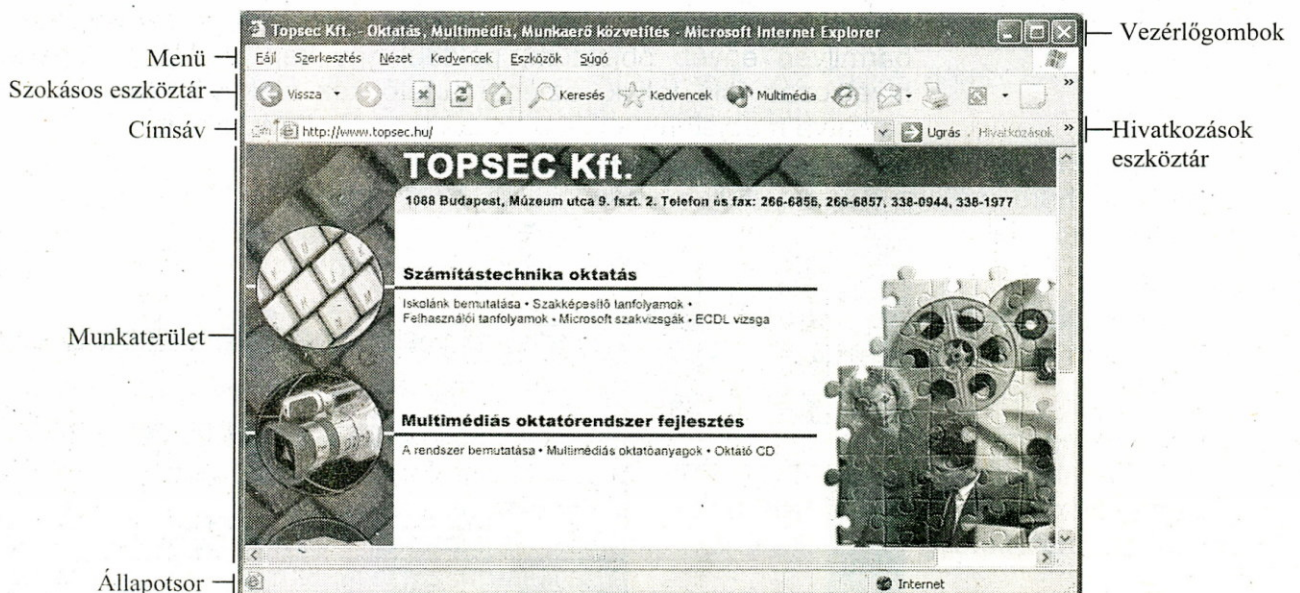 Topsec Kft. - Oktatás, Multimédia, Munkaerő közvetítés - Microsoft Internet Explorer
Vezérlőgombok
Menü
Fájl Szerkesztés Nézet Kedvencek Eszközök Súgó
Szokásos eszköztár
Vissza Keresés Kedvencek Multimédia
Címsáv
Cím http://www.topsec.hu/ Ugrás Hivatkozások
Hivatkozások
eszköztár
TOPSEC Kft.
1088 Budapest, Múzeum utca 9. fszt. 2. Telefon és fax: 266-6856, 266-6857, 338-0944, 338-1977
Számítástechnika oktatás
Iskolánk bemutatása • Szakképesítő tanfolyamok •
Felhasználói tanfolyamok • Microsoft szakvizsgák • ECDL vizsga
Munkaterület
Multimédiás oktatórendszer fejlesztés
A rendszer bemutatása • Multimédiás oktatóanyagok • Oktató CD
Állapotsor
Internet